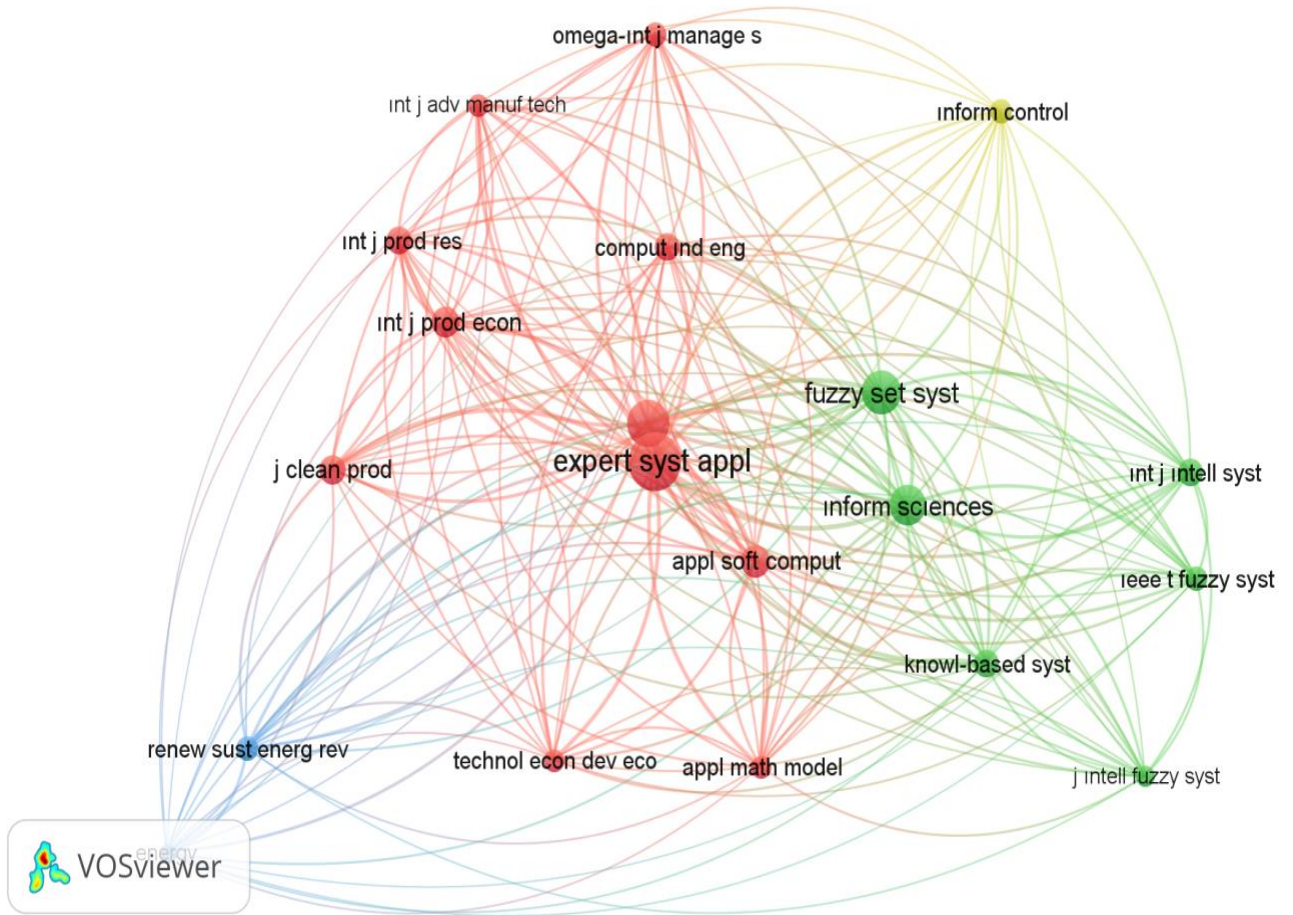 omega-ınt j manage s
ınt j adv manuf tech
ınform control
ınt j prod res
comput ınd eng
ınt j prod econ
fuzzy set syst
expert syst appl
j clean prod
ınt j ıntell syst
ınform scıences
appl soft comput
ıeee t fuzzy syst
knowl-based syst
renew sust energ rev
technol econ dev eco
appl math model
j ıntell fuzzy syst
energy
VOSviewer